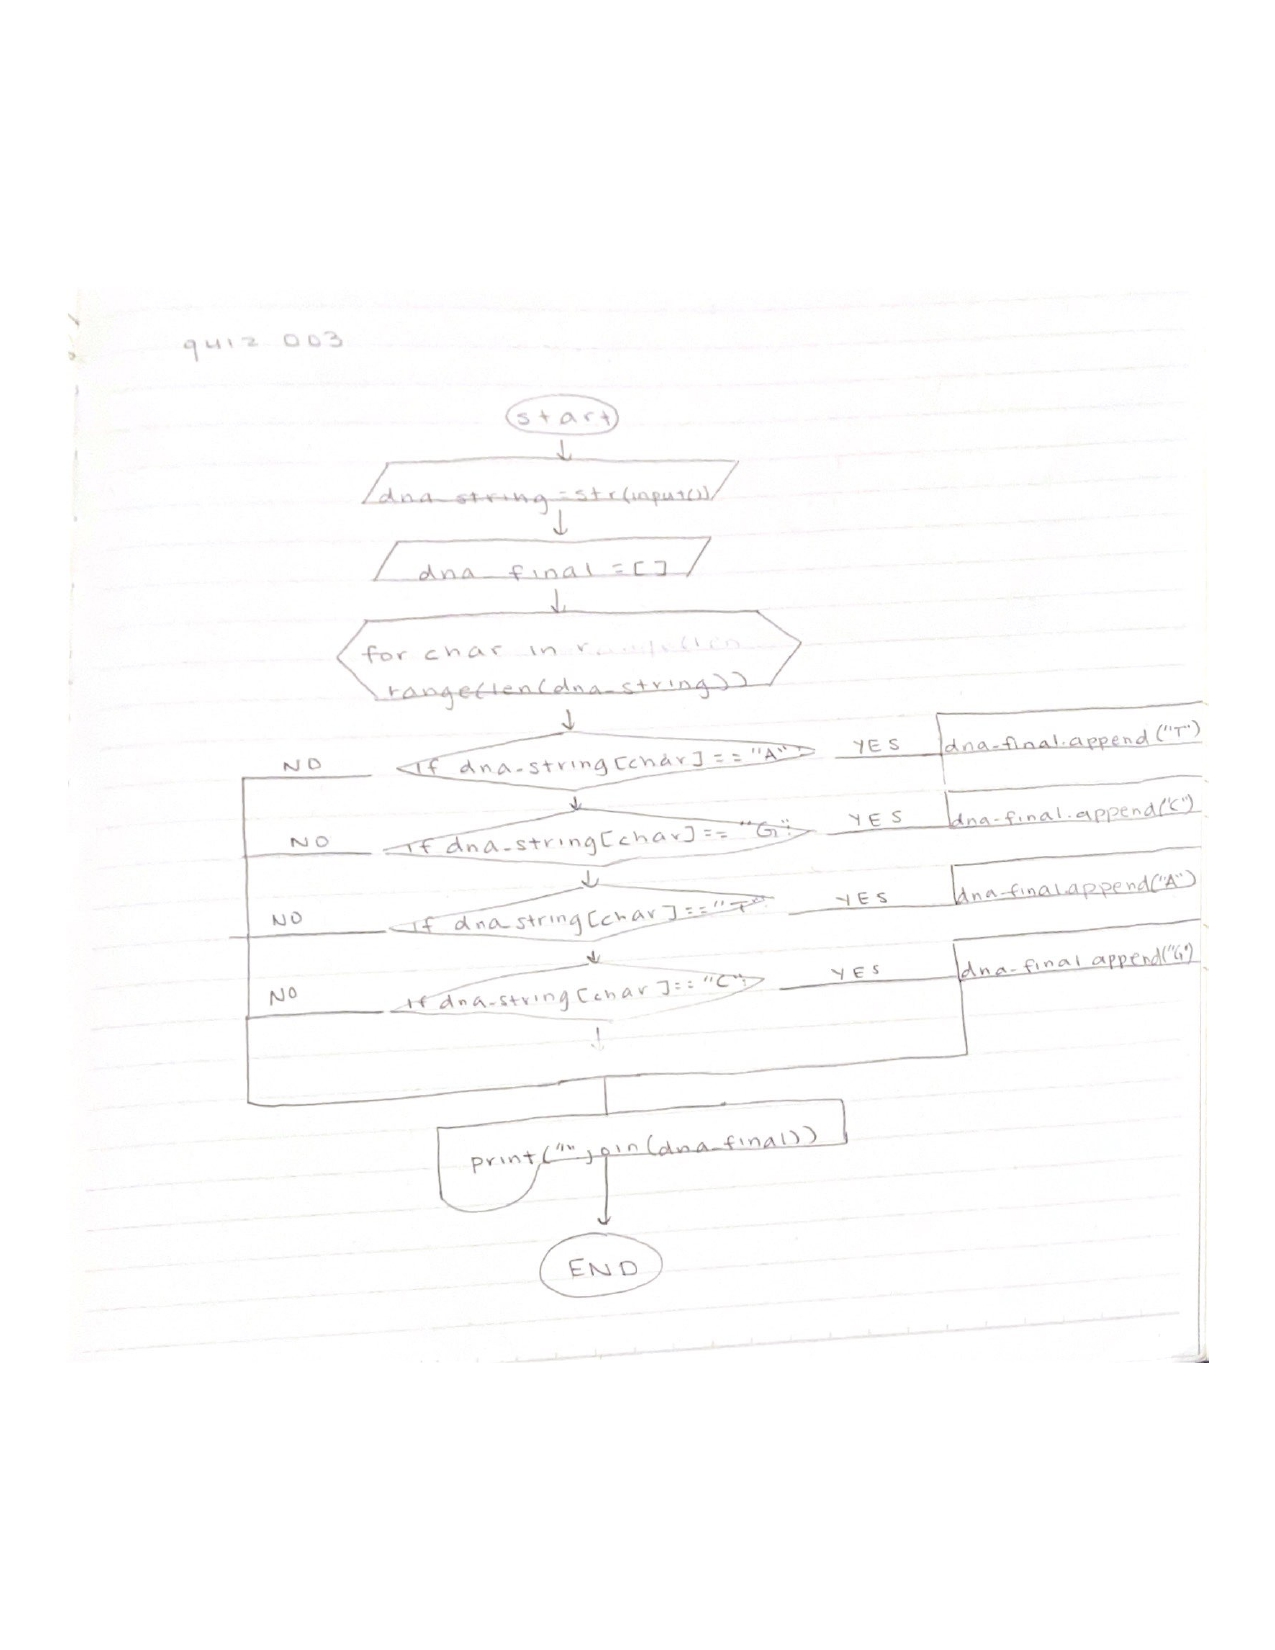 quiz 003
start
dna_string = str(input())
dna_final = []
for char in
range(len(dna_string))
If dna_string[char] == "A":
YES
dna_final.append("T")
NO
If dna_string[char] == "G":
YES
dna_final.append("C")
NO
If dna_string[char] == "T":
YES
dna_final.append("A")
NO
If dna_string[char] == "C":
YES
dna_final.append("G")
NO
print("".join(dna_final))
END